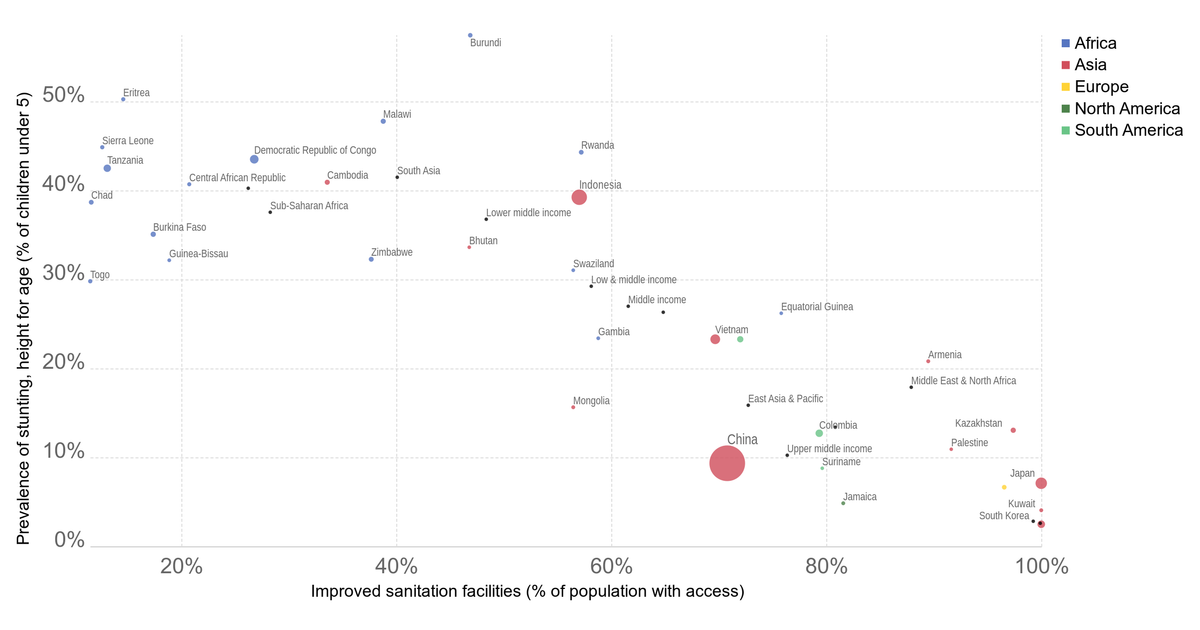 Burundi
Africa
Asia
Europe
North America
South America
Prevalence of stunting, height for age (% of children under 5)
50%
Eritrea
Malawi
Sierra Leone
Rwanda
Democratic Republic of Congo
Tanzania
South Asia
Cambodia
Central African Republic
Indonesia
40%
Chad
Sub-Saharan Africa
Lower middle income
Burkina Faso
Bhutan
Zimbabwe
Guinea-Bissau
Swaziland
Togo
30%
Low & middle income
Middle income
Equatorial Guinea
Vietnam
Gambia
Armenia
20%
Middle East & North Africa
East Asia & Pacific
Mongolia
Kazakhstan
Colombia
China
Palestine
Upper middle income
10%
Suriname
Japan
Jamaica
Kuwait
South Korea
0%
20%
40%
60%
80%
100%
Improved sanitation facilities (% of population with access)